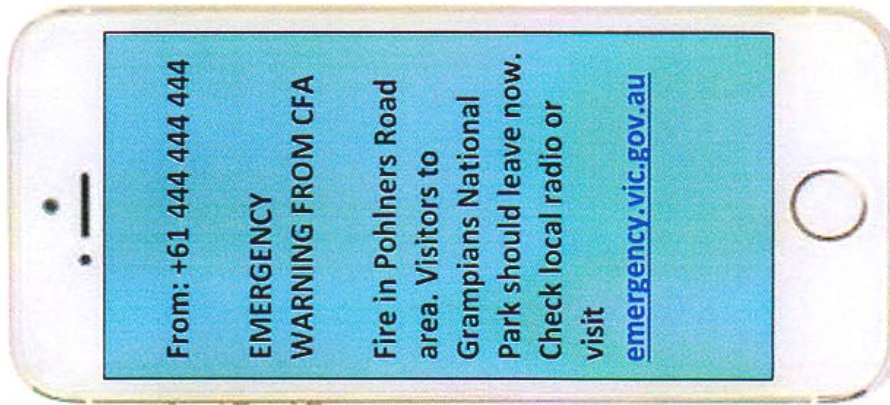 From: +61 444 444 444
EMERGENCY
WARNING FROM CFA
Fire in Pohlners Road
area. Visitors to
Grampians National
Park should leave now.
Check local radio or
visit
emergency.vic.gov.au